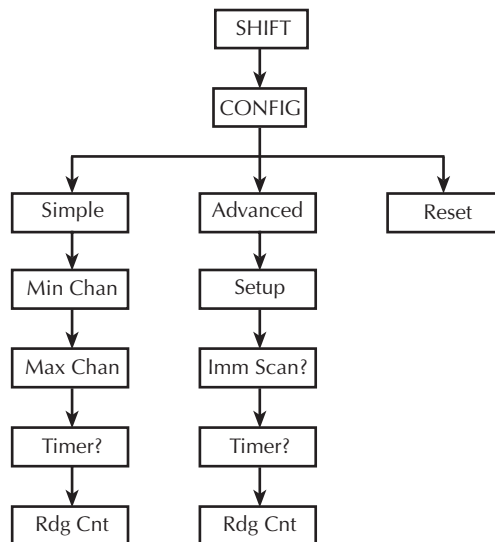 SHIFT
CONFIG
Simple
Advanced
Reset
Min Chan
Setup
Max Chan
Imm Scan?
Timer?
Timer?
Rdg Cnt
Rdg Cnt